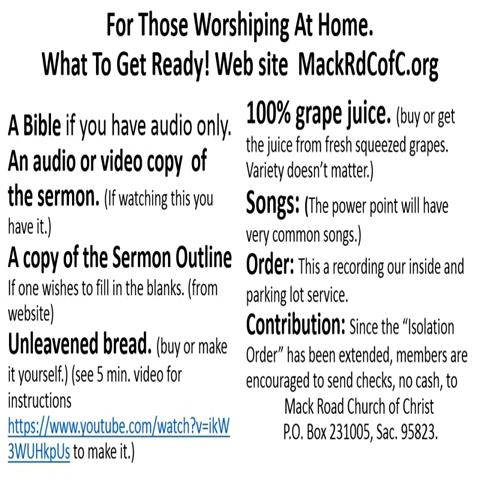 For Those Worshiping At Home.
What To Get Ready! Web site MackRdCofC.org
A Bible if you have audio only.
An audio or video copy of
the sermon. (If watching this you
have it.)
A copy of the Sermon Outline
If one wishes to fill in the blanks. (from
website)
Unleavened bread. (buy or make
it yourself.) (see 5 min. video for
instructions
https://www.youtube.com/watch?v=ikW
3WUHkpUs to make it.)
100% grape juice. (buy or get
the juice from fresh squeezed grapes.
Variety doesn't matter.)
Songs: (The power point will have
very common songs.)
Order: This a recording our inside and
parking lot service.
Contribution: Since the "Isolation
Order" has been extended, members are
encouraged to send checks, no cash, to
Mack Road Church of Christ
P.O. Box 231005, Sac. 95823.